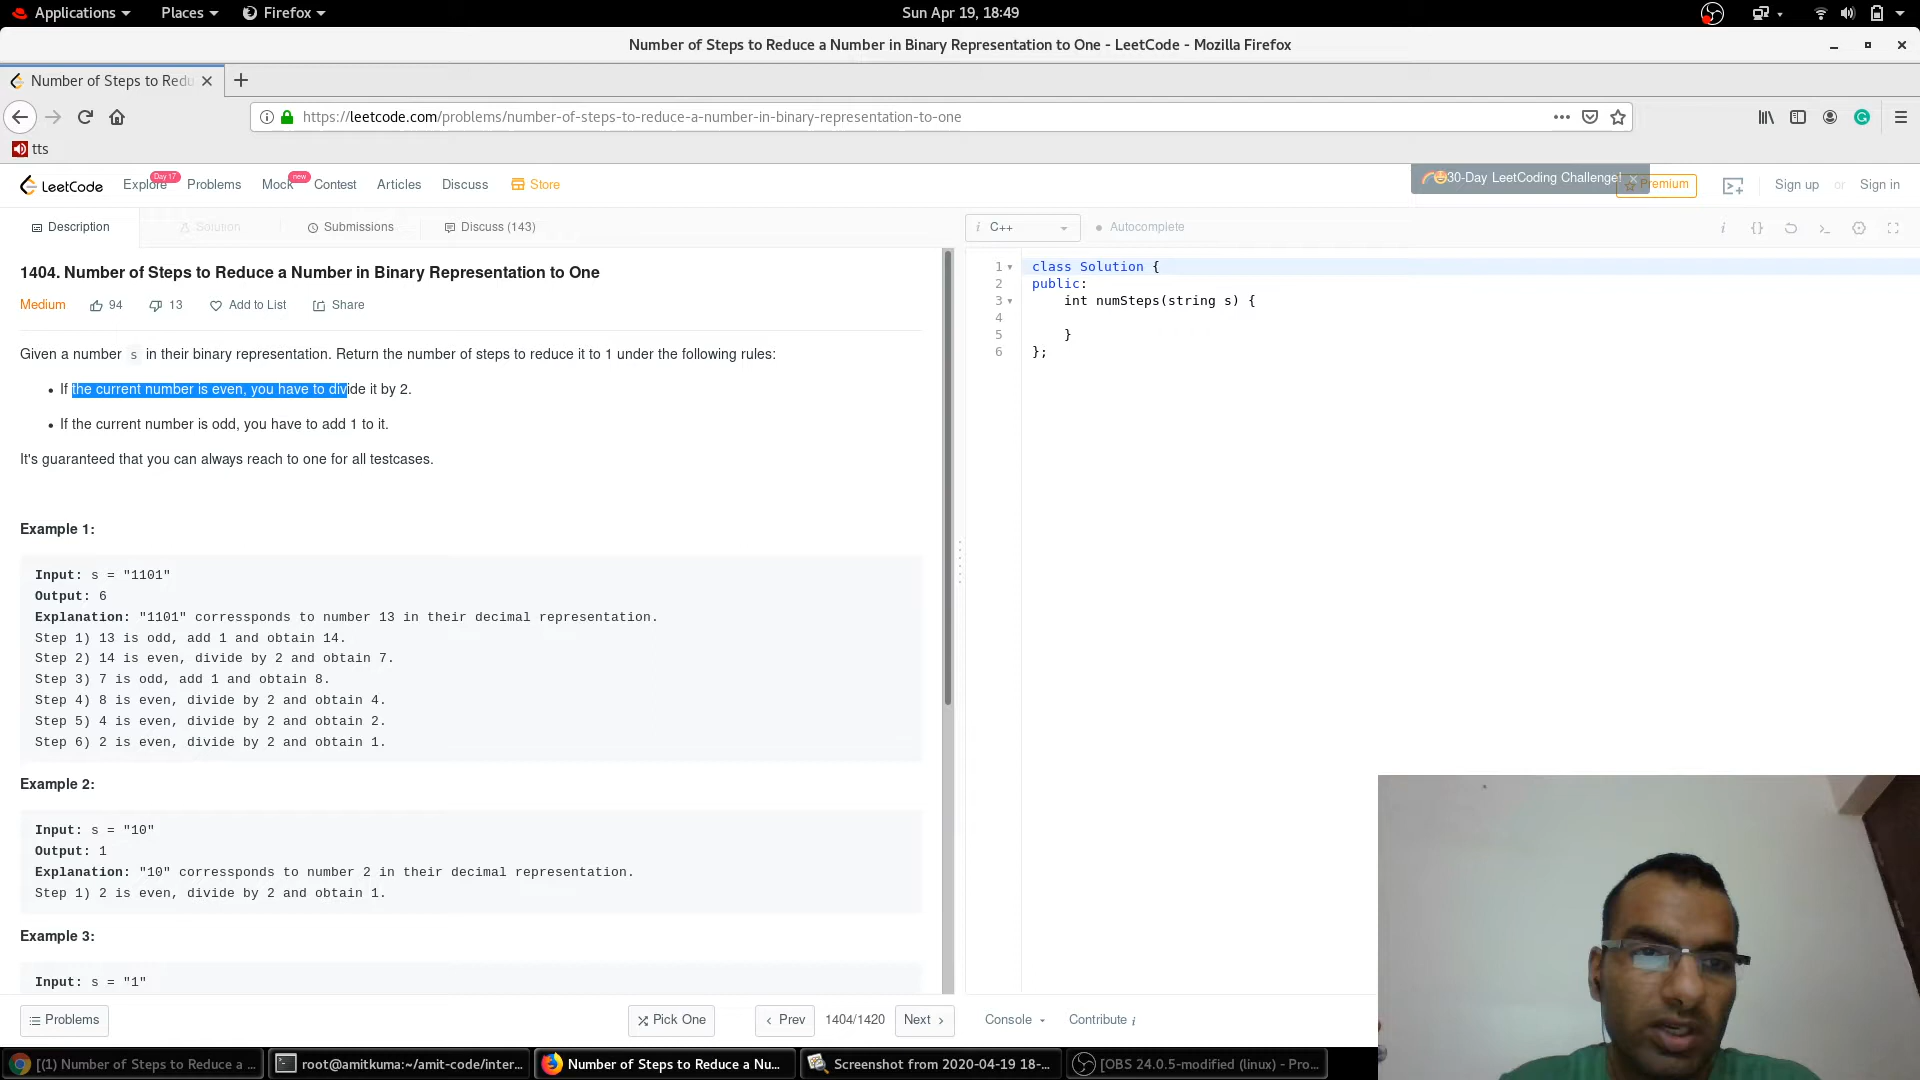 Applications Places Firefox Sun Apr 19, 18:49
Number of Steps to Reduce a Number in Binary Representation to One - LeetCode - Mozilla Firefox
Number of Steps to Redu
https://leetcode.com/problems/number-of-steps-to-reduce-a-number-in-binary-representation-to-one
tts
LeetCode Explore Day 17 Problems Mock new Contest Articles Discuss Store 30-Day LeetCoding Challenge! Premium Sign up or Sign in
Description Solution Submissions Discuss (143) i C++ Autocomplete
1404. Number of Steps to Reduce a Number in Binary Representation to One
Medium 94 13 Add to List Share
Given a number s in their binary representation. Return the number of steps to reduce it to 1 under the following rules:
• If the current number is even, you have to divide it by 2.
• If the current number is odd, you have to add 1 to it.
It's guaranteed that you can always reach to one for all testcases.
Example 1:
Input: s = "1101"
Output: 6
Explanation: "1101" corressponds to number 13 in their decimal representation.
Step 1) 13 is odd, add 1 and obtain 14.
Step 2) 14 is even, divide by 2 and obtain 7.
Step 3) 7 is odd, add 1 and obtain 8.
Step 4) 8 is even, divide by 2 and obtain 4.
Step 5) 4 is even, divide by 2 and obtain 2.
Step 6) 2 is even, divide by 2 and obtain 1.
Example 2:
Input: s = "10"
Output: 1
Explanation: "10" corressponds to number 2 in their decimal representation.
Step 1) 2 is even, divide by 2 and obtain 1.
Example 3:
Input: s = "1"
1 class Solution {
2 public:
3 int numSteps(string s) {
4
5 }
6 };
Problems Pick One < Prev 1404/1420 Next > Console Contribute i
[(1) Number of Steps to Reduce a ... root@amitkuma:~/amit-code/inter... Number of Steps to Reduce a Nu... Screenshot from 2020-04-19 18-... [OBS 24.0.5-modified (linux) - Pro...